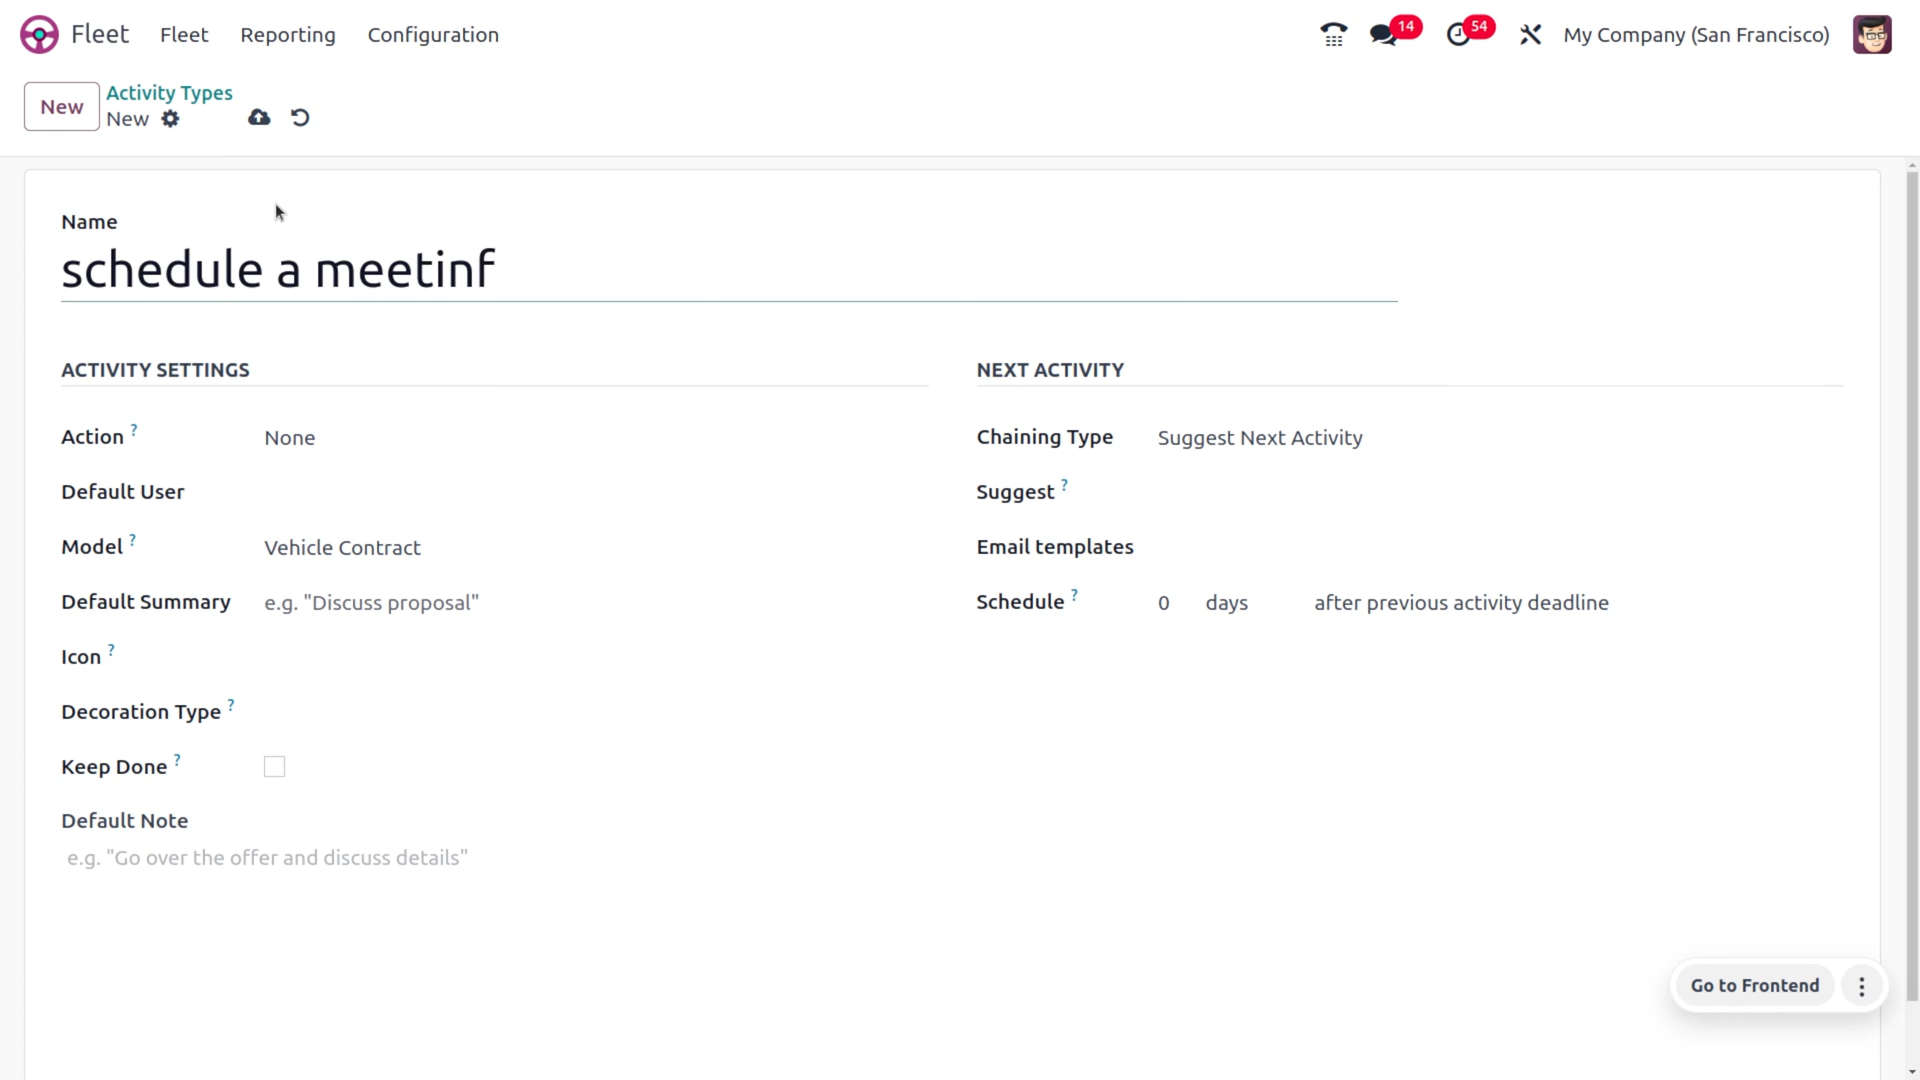 Fleet Fleet Reporting Configuration 14 54 My Company (San Francisco)
New Activity Types
New
Name
schedule a meetinf
ACTIVITY SETTINGS NEXT ACTIVITY
Action ? None Chaining Type Suggest Next Activity
Default User Suggest ?
Model ? Vehicle Contract Email templates
Default Summary e.g. "Discuss proposal" Schedule ? 0 days after previous activity deadline
Icon ?
Decoration Type ?
Keep Done ?
Default Note
e.g. "Go over the offer and discuss details"
Go to Frontend